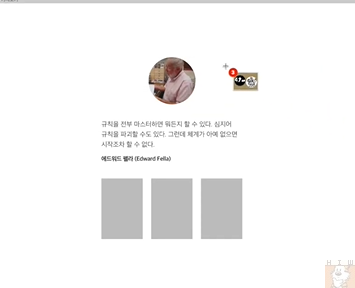 규칙을 전부 마스터하면 뭐든지 할 수 있다. 심지어
규칙을 파괴할 수도 있다. 그런데 체계가 아예 없으면
시작조차 할 수 없다.
에드워드 펠라 (Edward Fella)
3
H I W